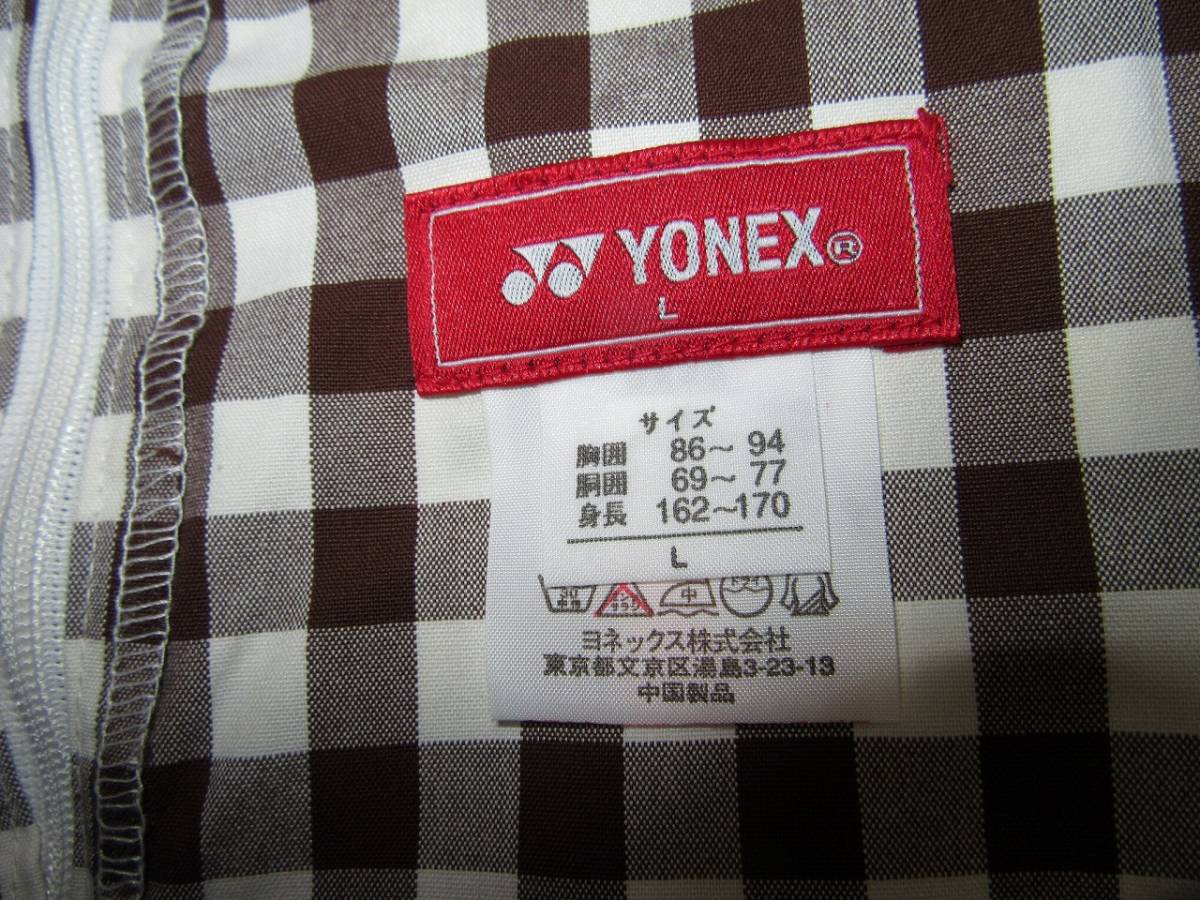 YONEX®
L
サイズ
胸囲 86～94
胴囲 69～77
身長 162～170
L
中
ヨネックス株式会社
東京都文京区湯島3-23-13
中国製品